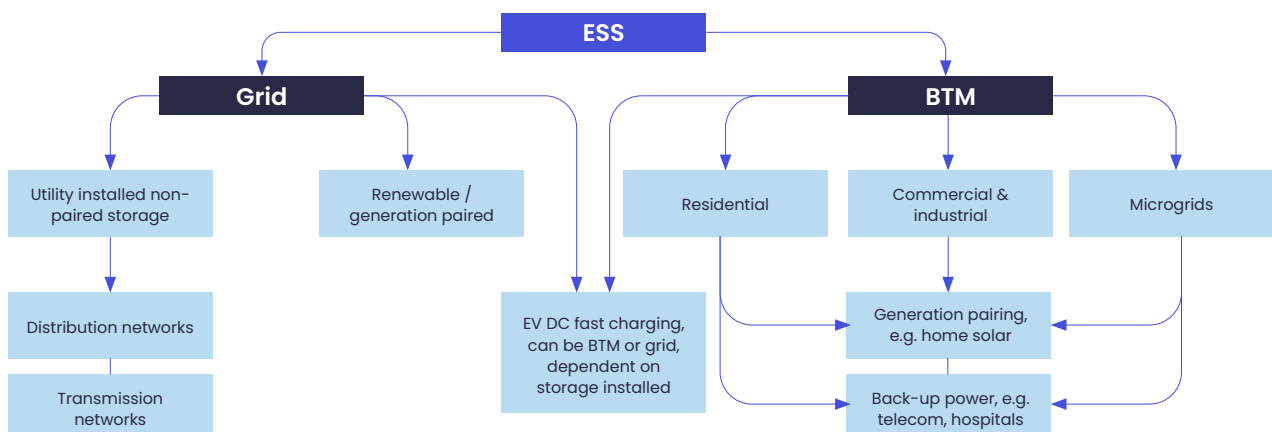 ESS
Grid
BTM
Utility installed non-
paired storage
Renewable /
generation paired
Residential
Commercial &
industrial
Microgrids
Distribution networks
EV DC fast charging,
can be BTM or grid,
dependent on
storage installed
Generation pairing,
e.g. home solar
Transmission
networks
Back-up power, e.g.
telecom, hospitals